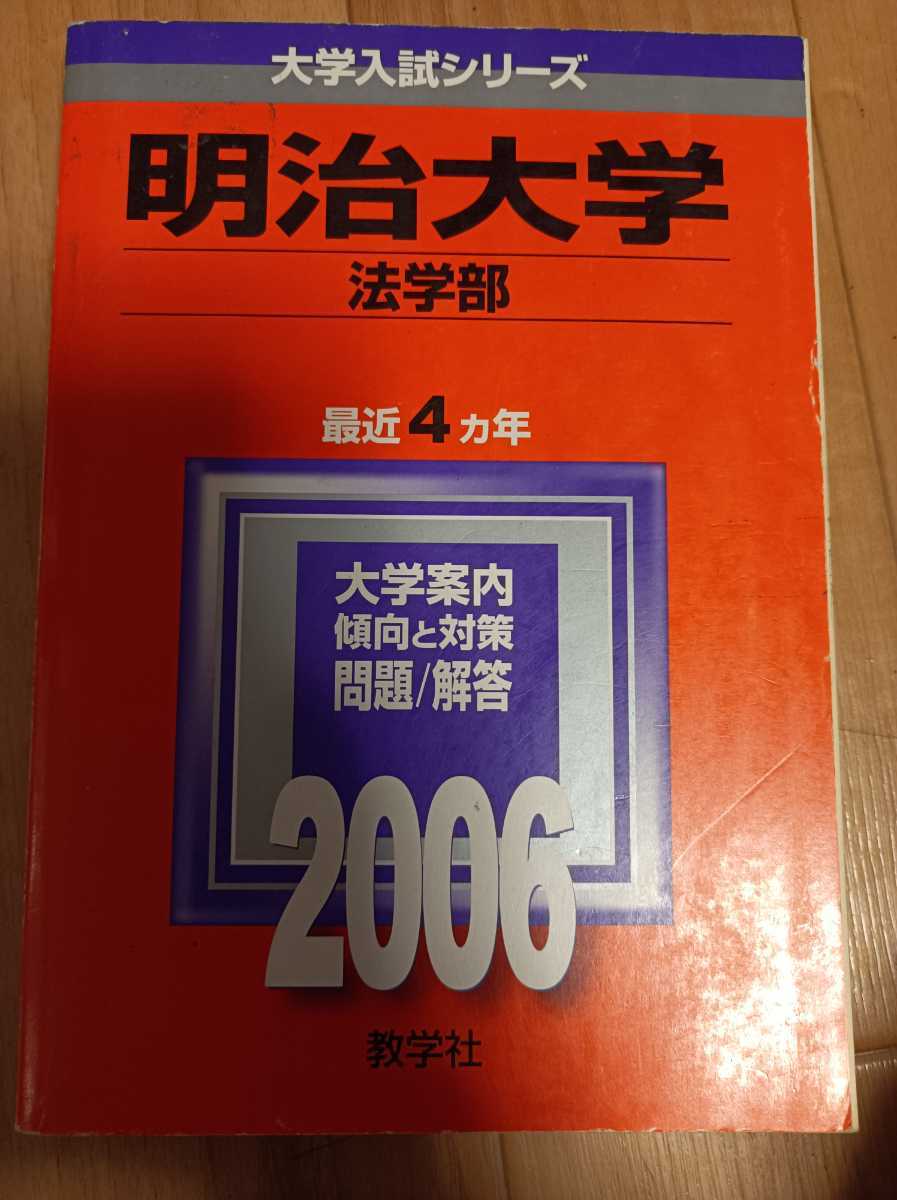 大学入試シリーズ
明治大学
法学部
最近4ヵ年
大学案内
傾向と対策
問題/解答
2006
教学社